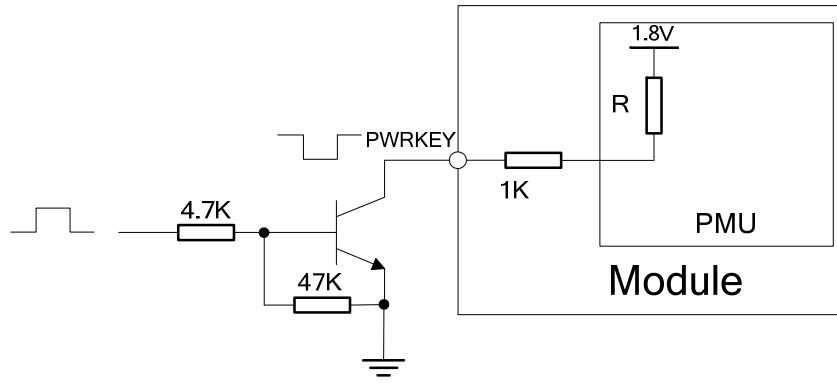 1.8V
R
PWRKEY
1K
4.7K
PMU
47K
Module